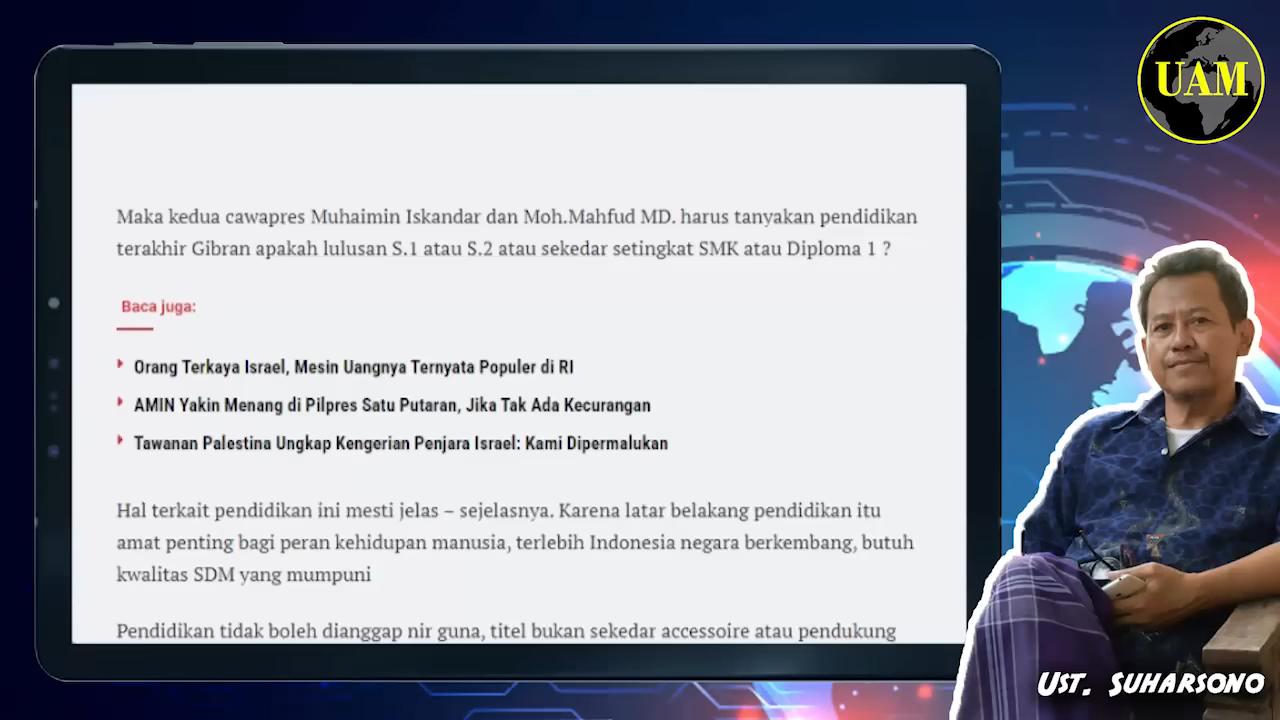 UAM
Maka kedua cawapres Muhaimin Iskandar dan Moh.Mahfud MD. harus tanyakan pendidikan
terakhir Gibran apakah lulusan S.1 atau S.2 atau sekedar setingkat SMK atau Diploma 1 ?
Baca juga:
Orang Terkaya Israel, Mesin Uangnya Ternyata Populer di RI
AMIN Yakin Menang di Pilpres Satu Putaran, Jika Tak Ada Kecurangan
Tawanan Palestina Ungkap Kengerian Penjara Israel: Kami Dipermalukan
Hal terkait pendidikan ini mesti jelas – sejelasnya. Karena latar belakang pendidikan itu
amat penting bagi peran kehidupan manusia, terlebih Indonesia negara berkembang, butuh
kwalitas SDM yang mumpuni
Pendidikan tidak boleh dianggap nir guna, titel bukan sekedar accessoire atau pendukung
UST. SUHARSONO